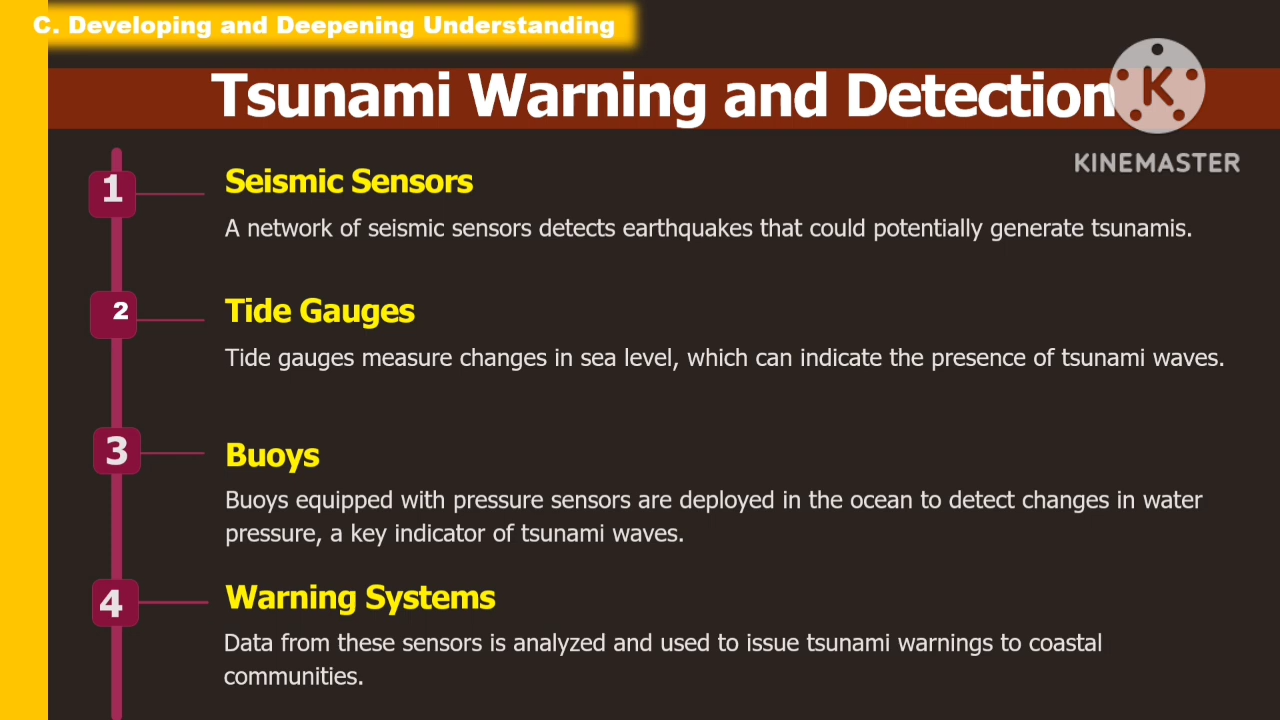 C. Developing and Deepening Understanding
Tsunami Warning and Detection
K
KINEMASTER
1
Seismic Sensors
A network of seismic sensors detects earthquakes that could potentially generate tsunamis.
2
Tide Gauges
Tide gauges measure changes in sea level, which can indicate the presence of tsunami waves.
3
Buoys
Buoys equipped with pressure sensors are deployed in the ocean to detect changes in water
pressure, a key indicator of tsunami waves.
4
Warning Systems
Data from these sensors is analyzed and used to issue tsunami warnings to coastal
communities.